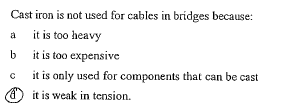 Cast iron is not used for cables in bridges because:
a it is too heavy
b it is too expensive
c it is only used for components that can be cast
d it is weak in tension.